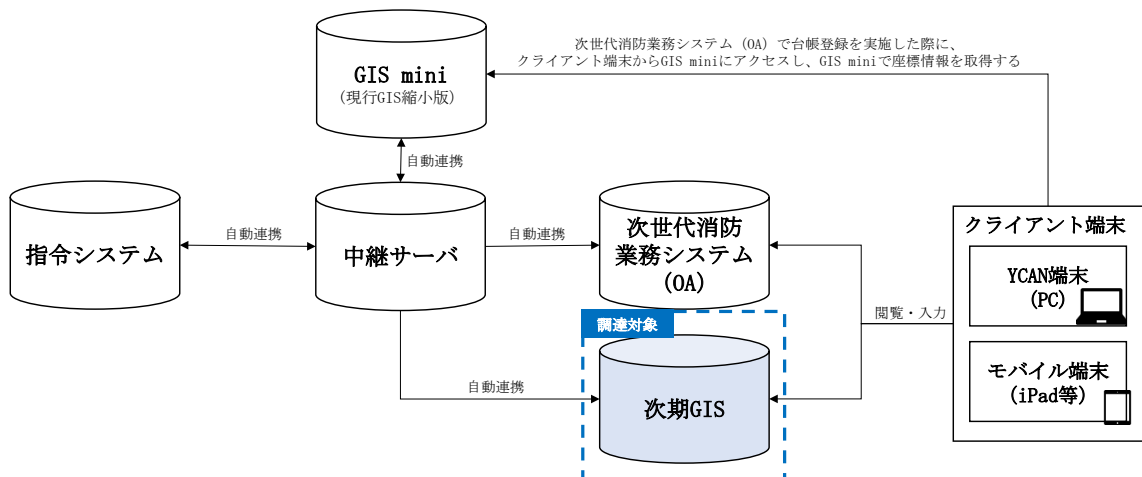 次世代消防業務システム（OA）で台帳登録を実施した際に、
クライアント端末からGIS miniにアクセスし、GIS miniで座標情報を取得する
GIS mini
（現行GIS縮小版）
自動連携
指令システム
自動連携
中継サーバ
自動連携
次世代消防
業務システム
（OA）
クライアント端末
YCAN端末
（PC）
閲覧・入力
調達対象
モバイル端末
（iPad等）
自動連携
次期GIS